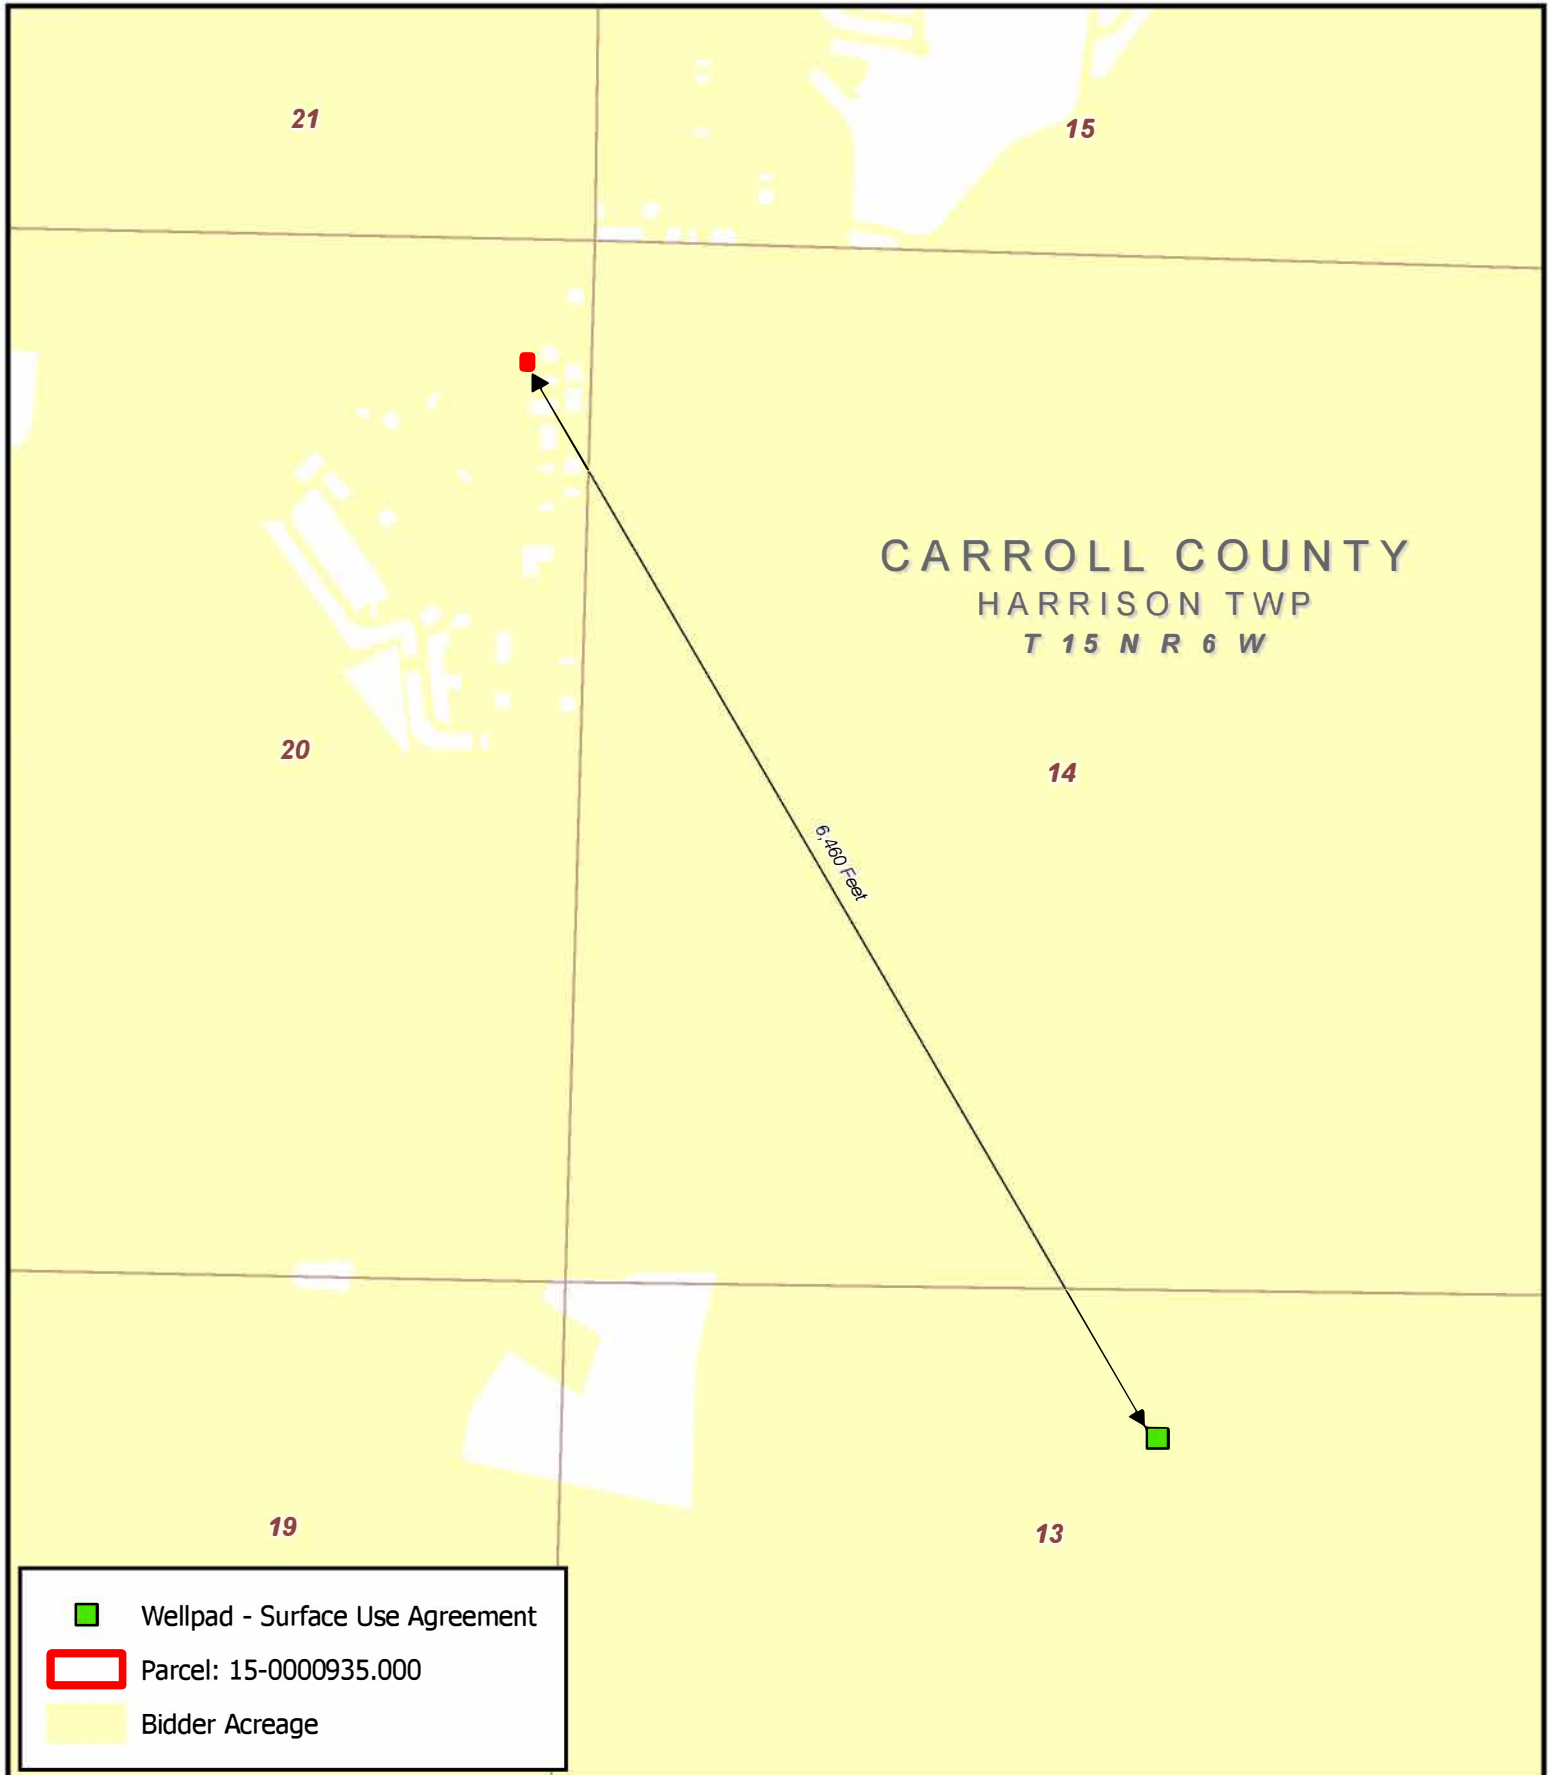 21
15
CARROLL COUNTY
HARRISON TWP
T 15 N R 6 W
20
14
6,460 Feet
19
13
Wellpad - Surface Use Agreement
Parcel: 15-0000935.000
Bidder Acreage